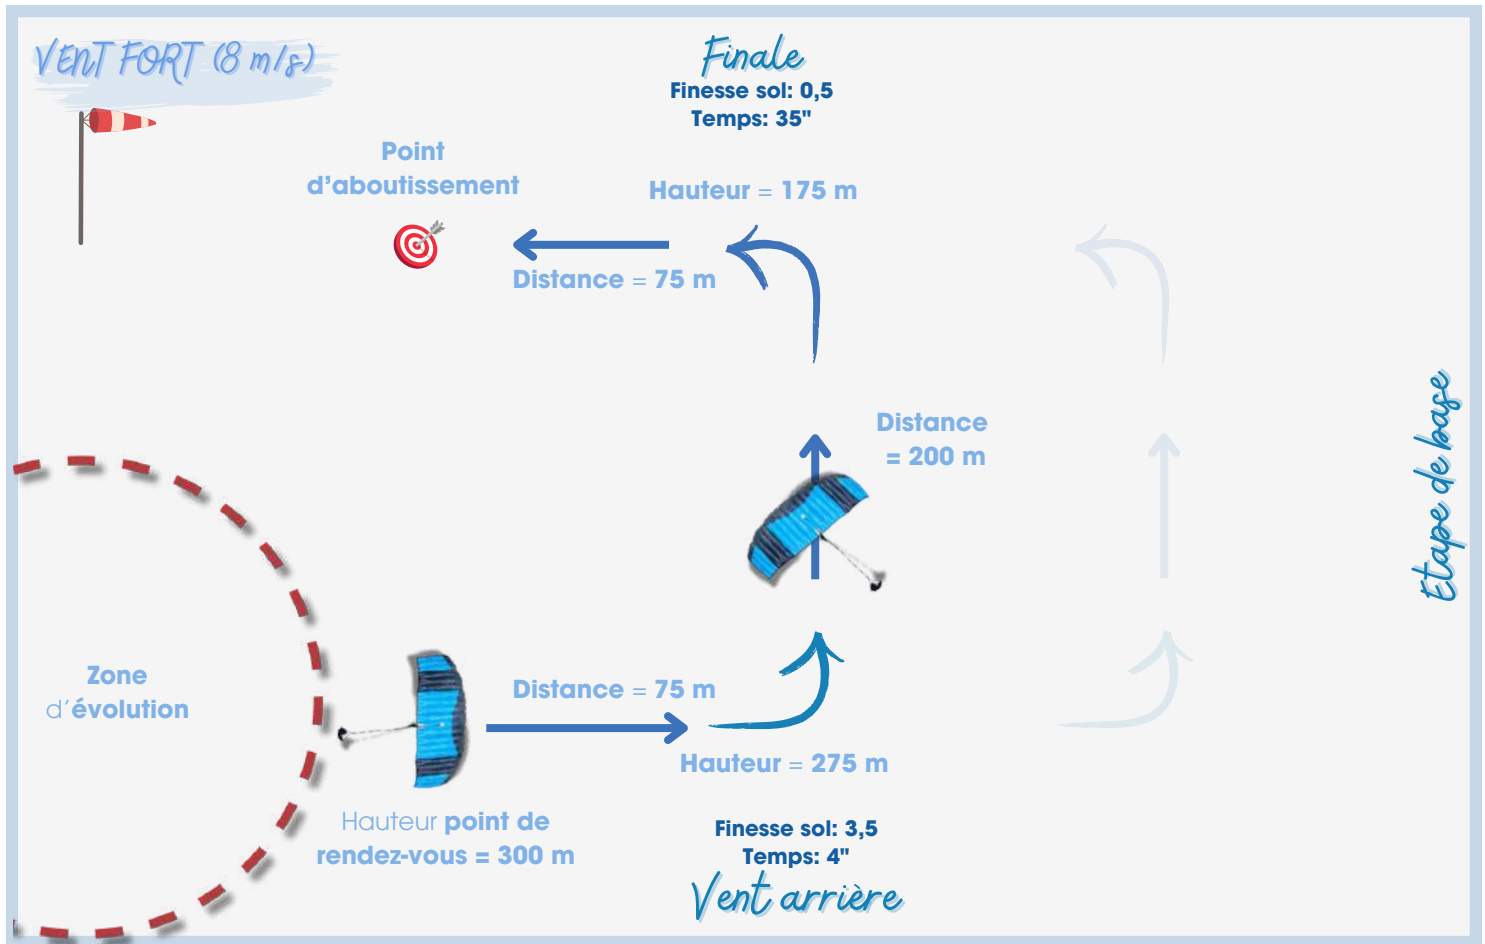 VENT FORT (8 m/s)
Finale
Finesse sol: 0,5
Temps: 35"
Point
d'aboutissement
Hauteur = 175 m
Distance = 75 m
Distance
= 200 m
Etape de base
Zone
d'évolution
Distance = 75 m
Hauteur = 275 m
Hauteur point de
rendez-vous = 300 m
Finesse sol: 3,5
Temps: 4"
Vent arrière